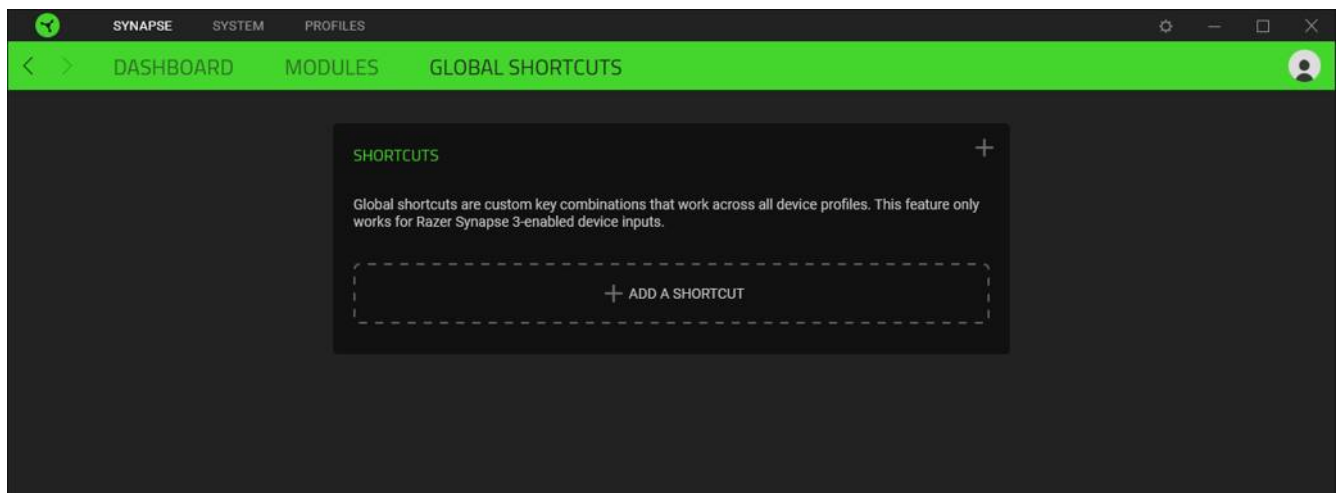 SYNAPSE SYSTEM PROFILES
DASHBOARD MODULES GLOBAL SHORTCUTS
SHORTCUTS
Global shortcuts are custom key combinations that work across all device profiles. This feature only
works for Razer Synapse 3-enabled device inputs.
ADD A SHORTCUT